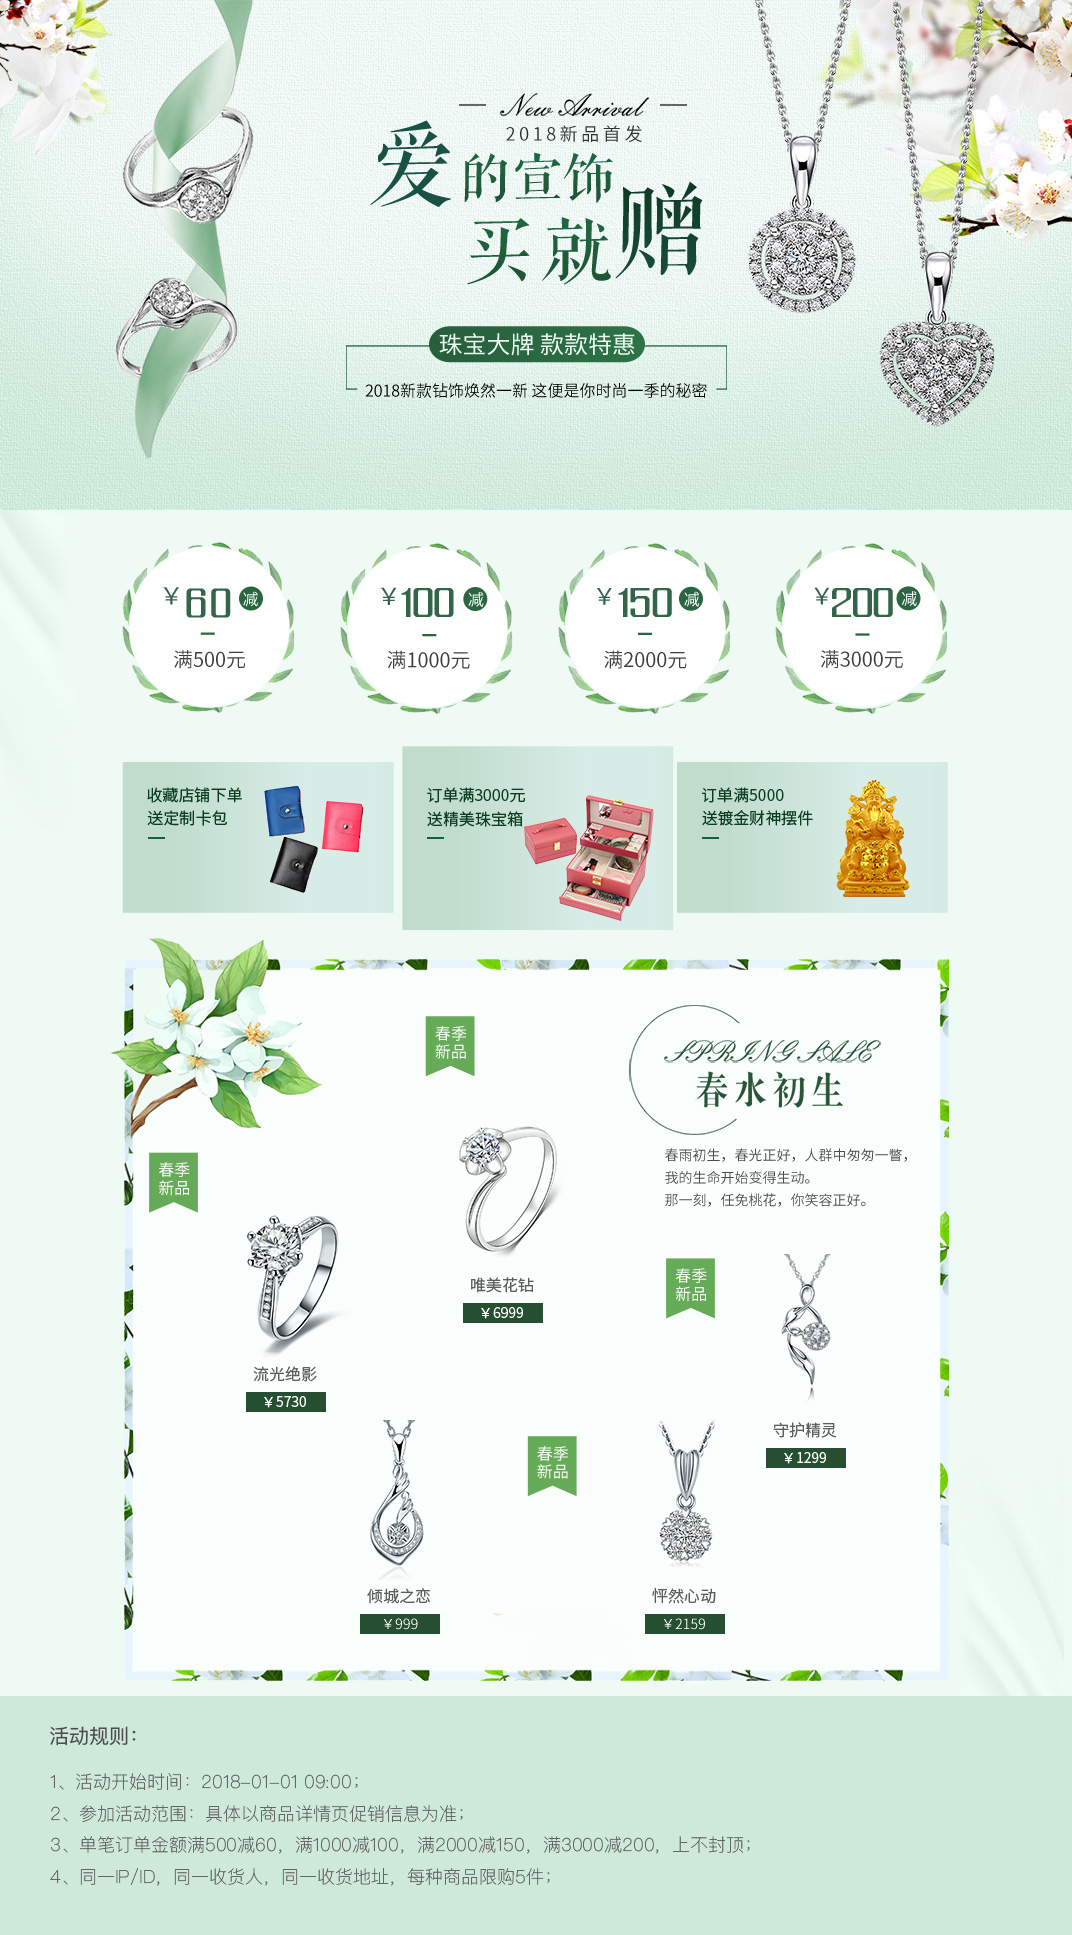 New Arrival
2018新品首发
爱的宣饰
买就赠
珠宝大牌 款款特惠
2018新款钻饰焕然一新 这便是你时尚一季的秘密
¥60减
满500元
¥100减
满1000元
¥150减
满2000元
¥200减
满3000元
收藏店铺下单
送定制卡包
订单满3000元
送精美珠宝箱
订单满5000
送镀金财神摆件
SPRING SALE
春水初生
春雨初生，春光正好，人群中匆匆一瞥，
我的生命开始变得生动。
那一刻，任免桃花，你笑容正好。
春季
新品
唯美花钻
¥6999
春季
新品
流光绝影
¥5730
春季
新品
守护精灵
¥1299
倾城之恋
¥999
春季
新品
怦然心动
¥2159
活动规则：
1、活动开始时间：2018-01-01 09:00；
2、参加活动范围：具体以商品详情页促销信息为准；
3、单笔订单金额满500减60，满1000减100，满2000减150，满3000减200，上不封顶；
4、同一IP/ID，同一收货人，同一收货地址，每种商品限购5件；